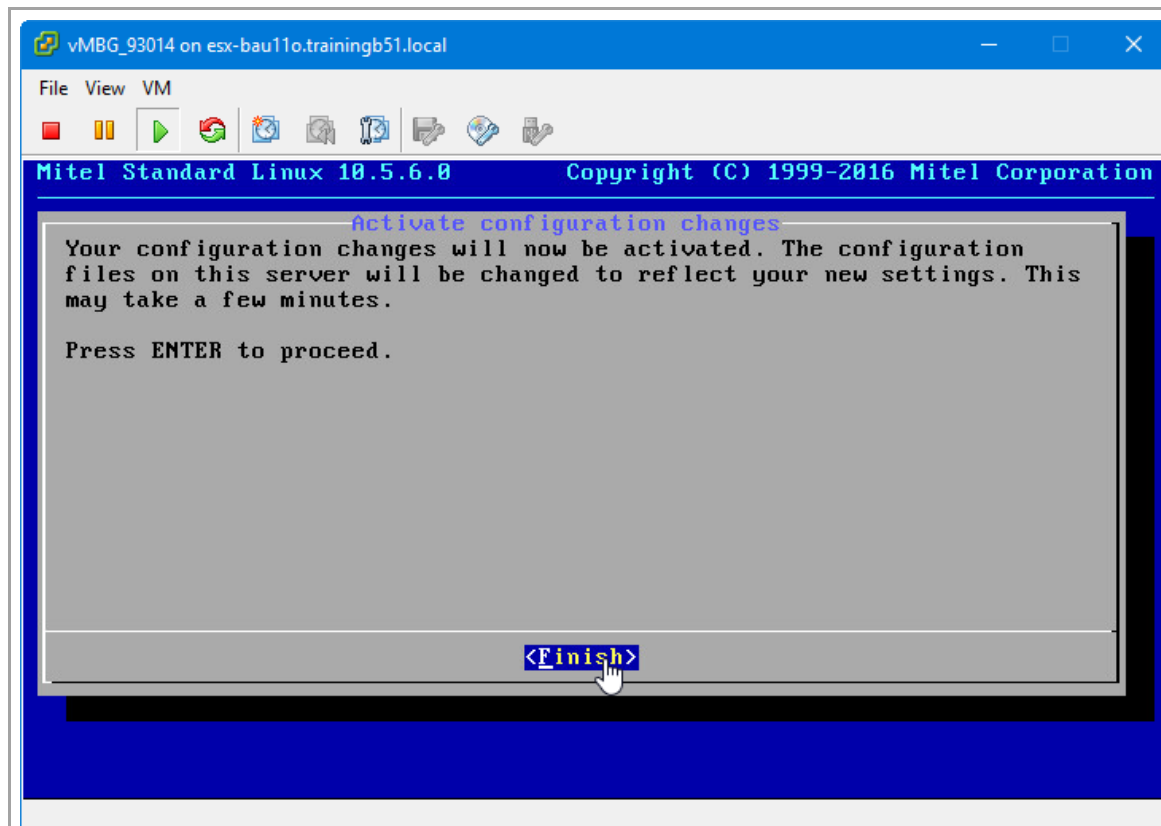 vMBG_93014 on esx-bau11o.trainingb51.local
File View VM
Mitel Standard Linux 10.5.6.0 Copyright (C) 1999-2016 Mitel Corporation
Activate configuration changes
Your configuration changes will now be activated. The configuration
files on this server will be changed to reflect your new settings. This
may take a few minutes.
Press ENTER to proceed.
<Finish>